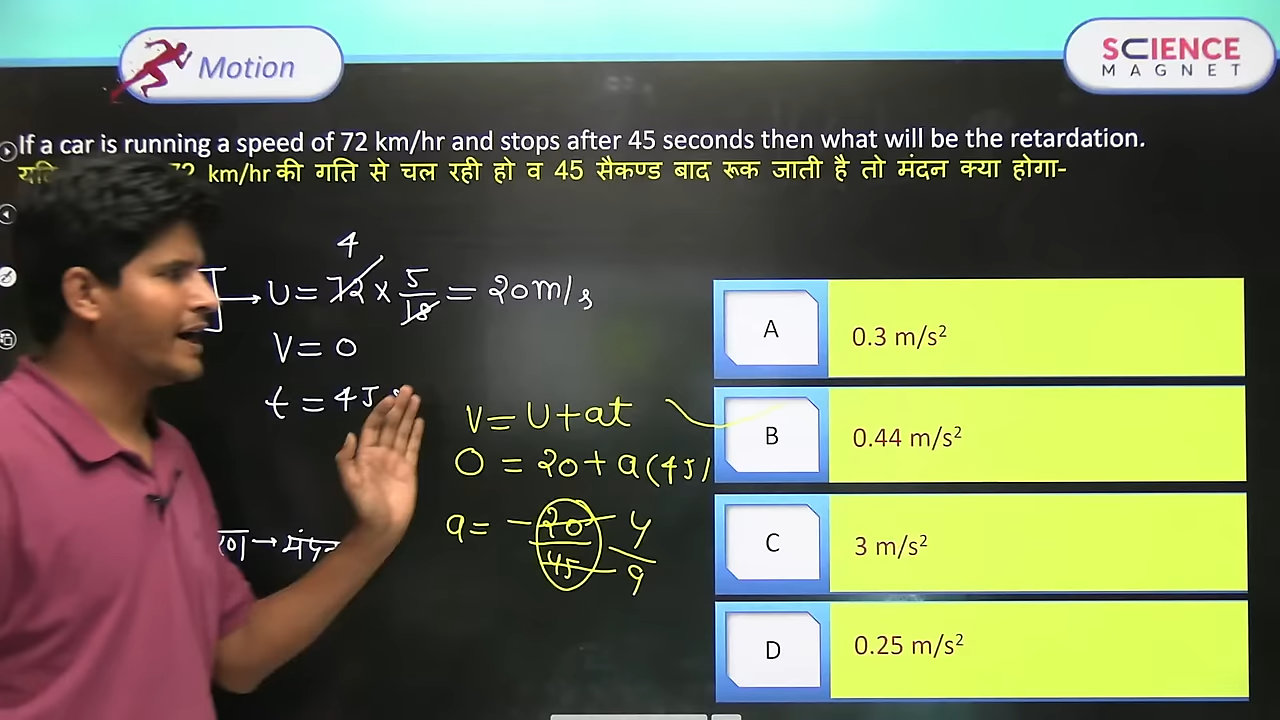 Motion
SCIENCE
MAGNET
If a car is running a speed of 72 km/hr and stops after 45 seconds then what will be the retardation.
km/hr की गति से चल रही हो व 45 सैकण्ड बाद रूक जाती है तो मंदन क्या होगा-
4
U = 72 × 5/18 = 20 m/s
V = 0
t = 45
V = U + at
0 = 20 + a (45)
a = - 20/45 4/9
A 0.3 m/s²
B 0.44 m/s²
C 3 m/s²
D 0.25 m/s²